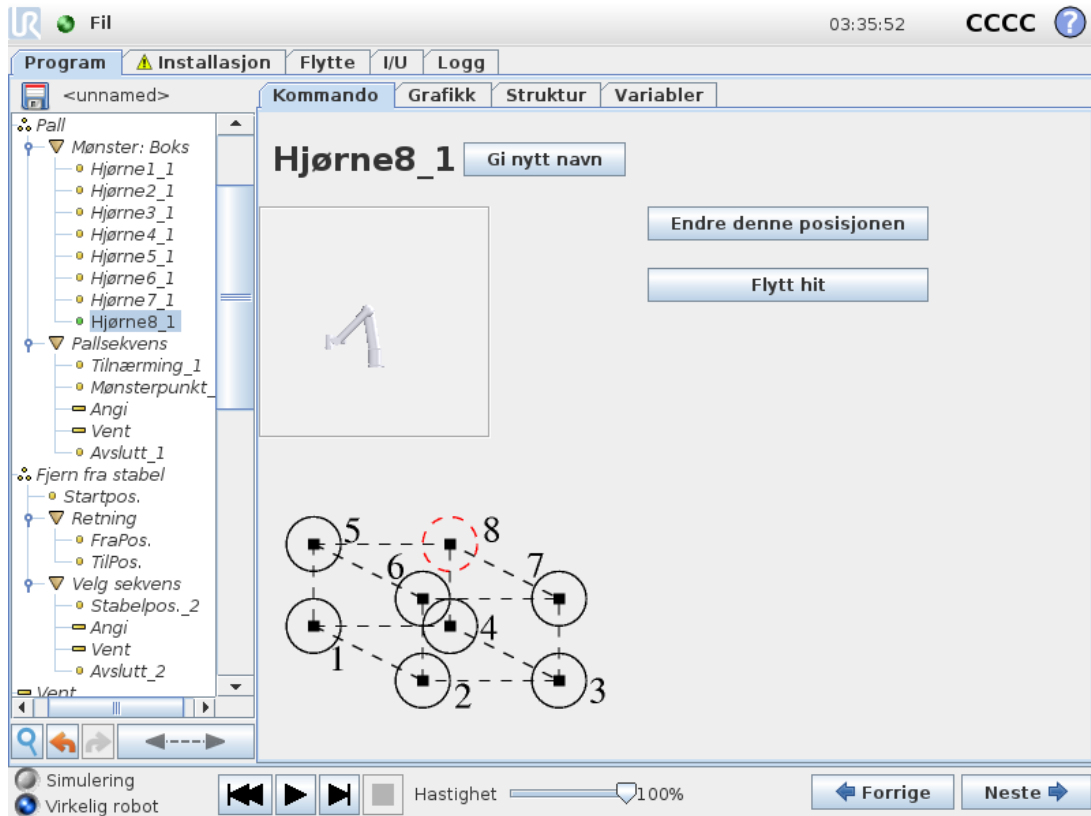 UR Fil 03:35:52 CCCC ?
Program Installasjon Flytte I/U Logg
<unnamed> Kommando Grafikk Struktur Variabler
Pall
Mønster: Boks
Hjørne1_1
Hjørne2_1
Hjørne3_1
Hjørne4_1
Hjørne5_1
Hjørne6_1
Hjørne7_1
Hjørne8_1
Pallsekvens
Tilnærming_1
Mønsterpunkt_
Angi
Vent
Avslutt_1
Fjern fra stabel
Startpos.
Retning
FraPos.
TilPos.
Velg sekvens
Stabelpos._2
Angi
Vent
Avslutt_2
Vent
Hjørne8_1 Gi nytt navn
Endre denne posisjonen
Flytt hit
5 8
6 7
1 4
2 3
Simulering
Virkelig robot
Hastighet 100%
Forrige Neste